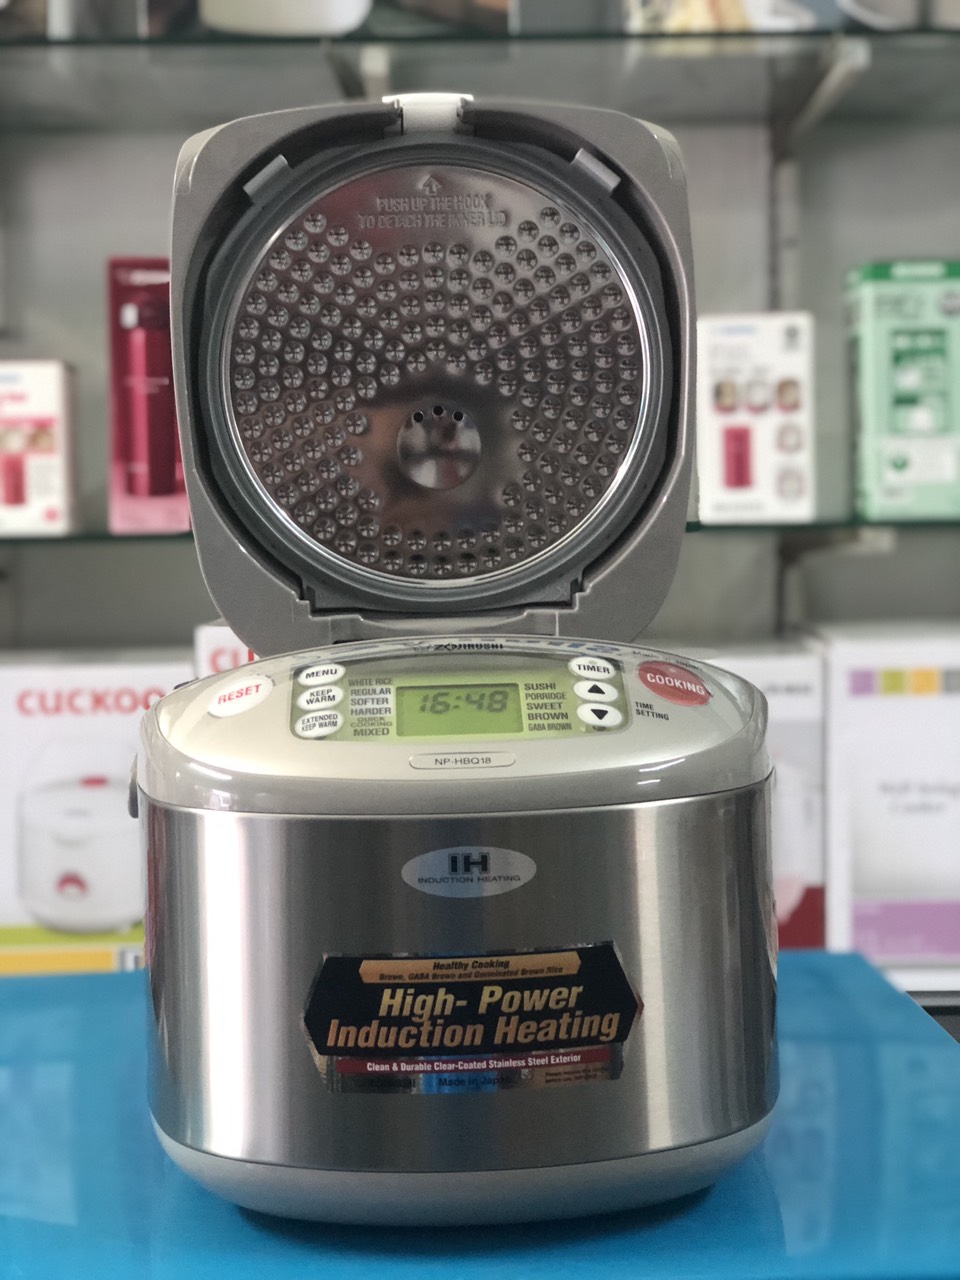 PUSH UP THE HOOK
TO DETACH THE INNER LID
CUCKOO
CU
ZOJIRUSHI
RESET
MENU
KEEP
WARM
EXTENDED
KEEP WARM
WHITE RICE
REGULAR
SOFTER
HARDER
QUICK
COOKING
MIXED
16:48
SUSHI
PORRIDGE
SWEET
BROWN
GABA BROWN
TIMER
COOKING
TIME
SETTING
NP-HBQ18
IH
INDUCTION HEATING
Healthy Cooking
Brown, GABA Brown and Germinated Brown Rice
High- Power
Induction Heating
Clean & Durable Clear-Coated Stainless Steel Exterior
Made in Japan